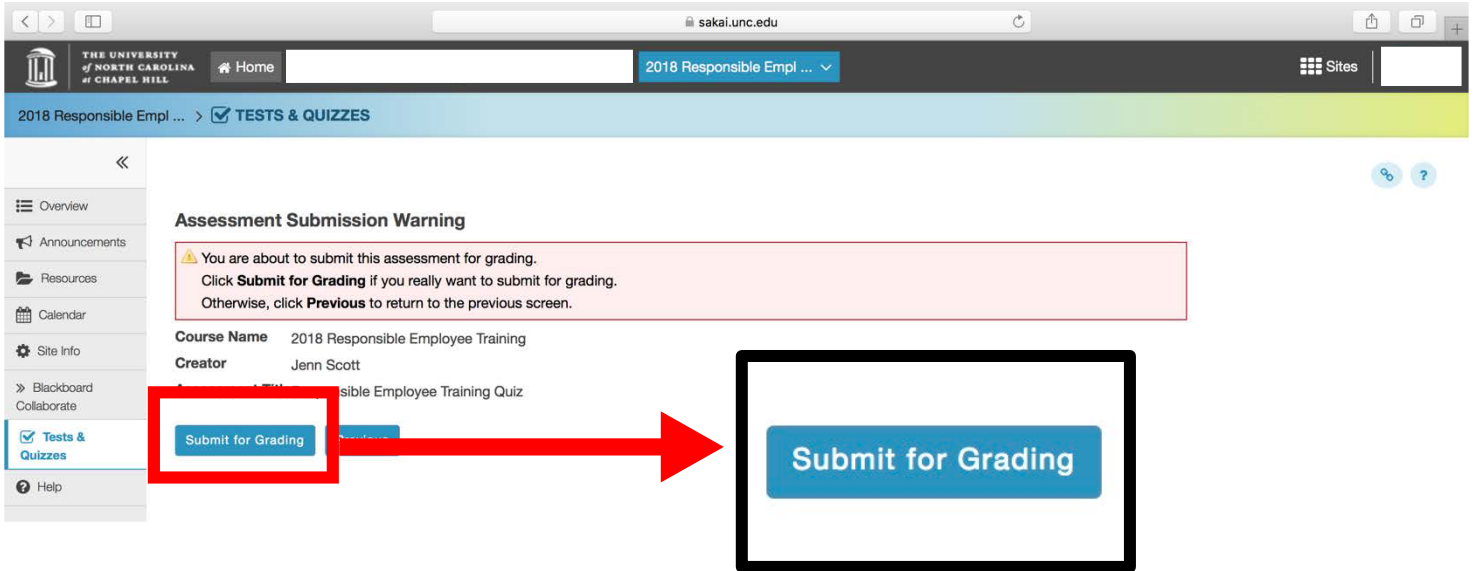 sakai.unc.edu
THE UNIVERSITY
of NORTH CAROLINA
at CHAPEL HILL
Home
2018 Responsible Empl ...
Sites
2018 Responsible Empl ... > TESTS & QUIZZES
Overview
Announcements
Resources
Calendar
Site Info
Blackboard
Collaborate
Tests &
Quizzes
Help
Assessment Submission Warning
You are about to submit this assessment for grading.
Click Submit for Grading if you really want to submit for grading.
Otherwise, click Previous to return to the previous screen.
Course Name 2018 Responsible Employee Training
Creator Jenn Scott
Employee Training Quiz
Submit for Grading
Submit for Grading